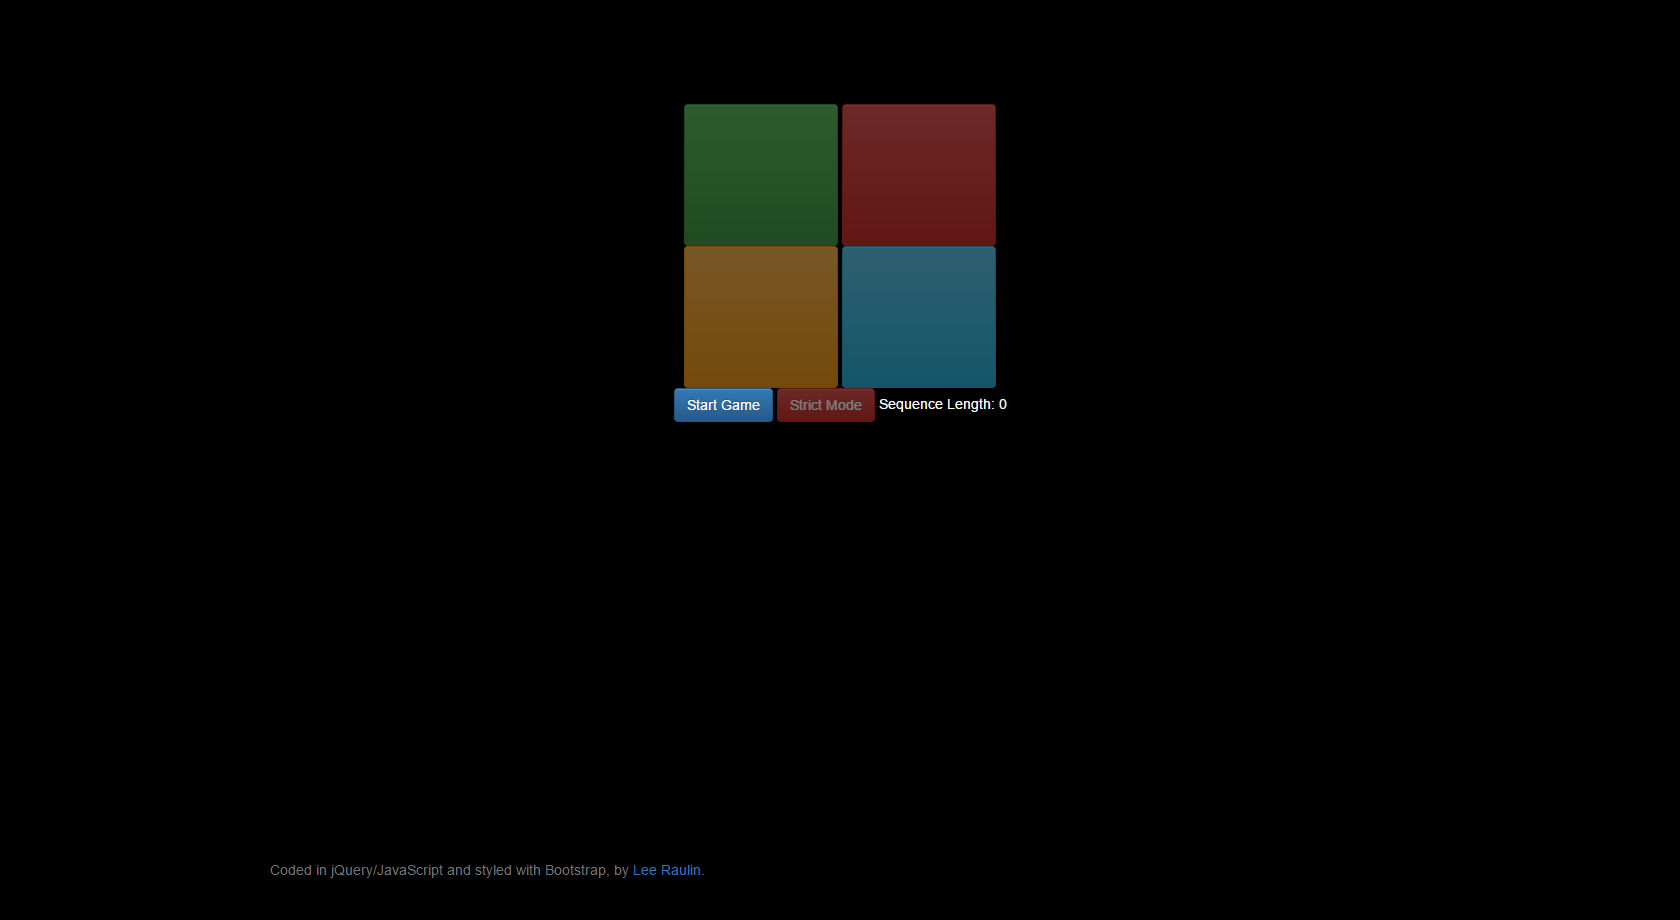 Start Game Strict Mode Sequence Length: 0
Coded in jQuery/JavaScript and styled with Bootstrap, by Lee Raulin.